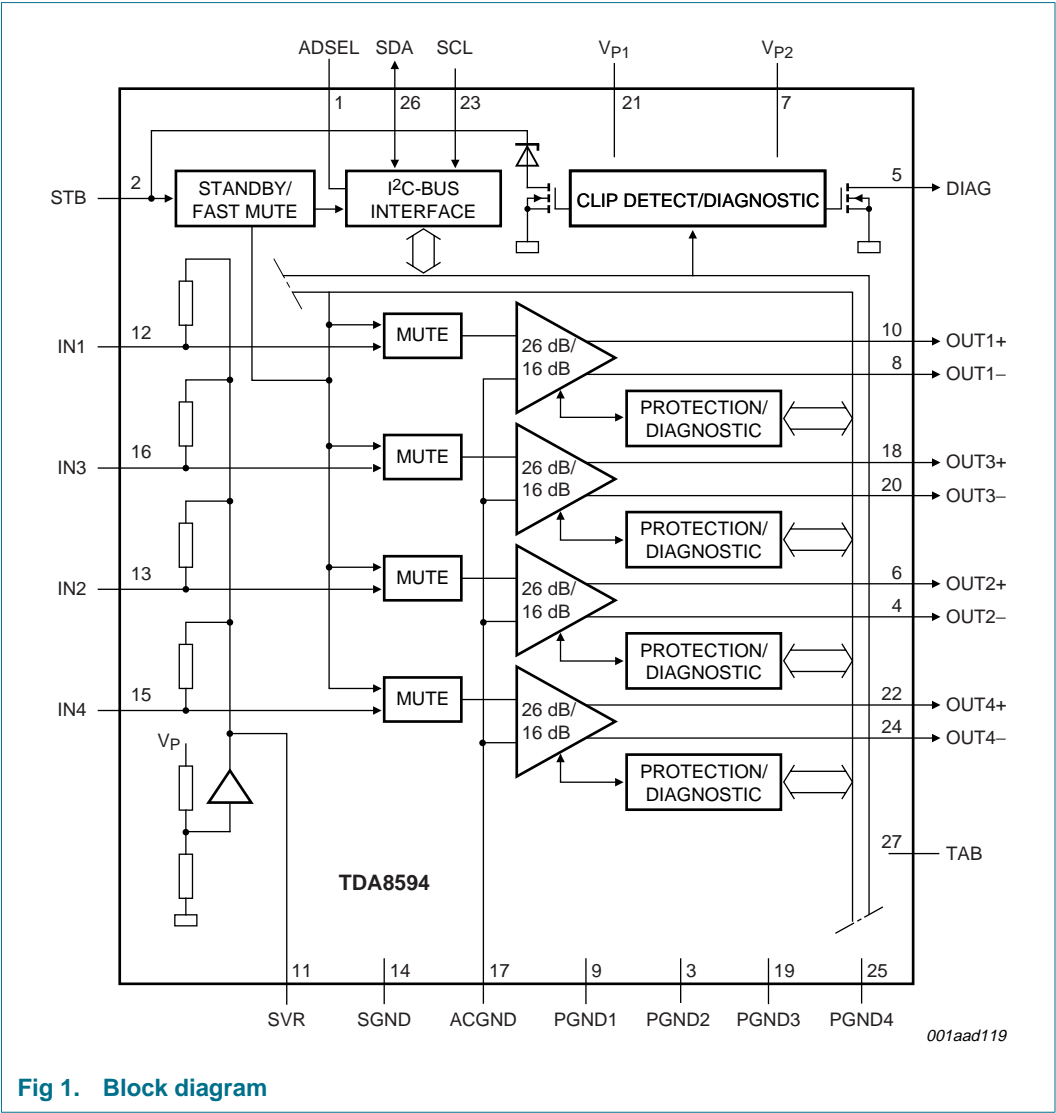 ADSEL SDA SCL VP1 VP2
1 26 23 21 7
STB 2 STANDBY/
FAST MUTE
I2C-BUS
INTERFACE
CLIP DETECT/DIAGNOSTIC
5 DIAG
IN1 12 MUTE
26 dB/
16 dB
10 OUT1+
8 OUT1−
PROTECTION/
DIAGNOSTIC
IN3 16 MUTE
26 dB/
16 dB
18 OUT3+
20 OUT3−
PROTECTION/
DIAGNOSTIC
IN2 13 MUTE
26 dB/
16 dB
6 OUT2+
4 OUT2−
PROTECTION/
DIAGNOSTIC
IN4 15 MUTE
26 dB/
16 dB
22 OUT4+
24 OUT4−
VP
PROTECTION/
DIAGNOSTIC
27 TAB
TDA8594
11 14 17 9 3 19 25
SVR SGND ACGND PGND1 PGND2 PGND3 PGND4
001aad119
Fig 1. Block diagram